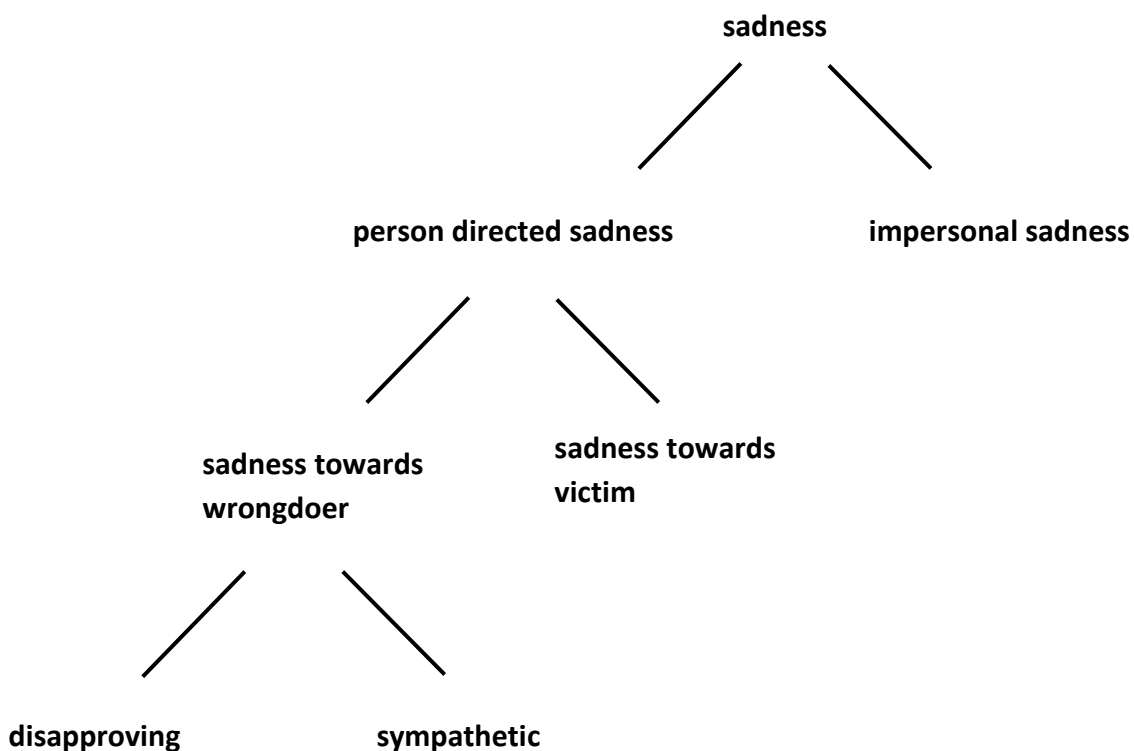 sadness
person directed sadness
impersonal sadness
sadness towards
wrongdoer
sadness towards
victim
disapproving
sympathetic